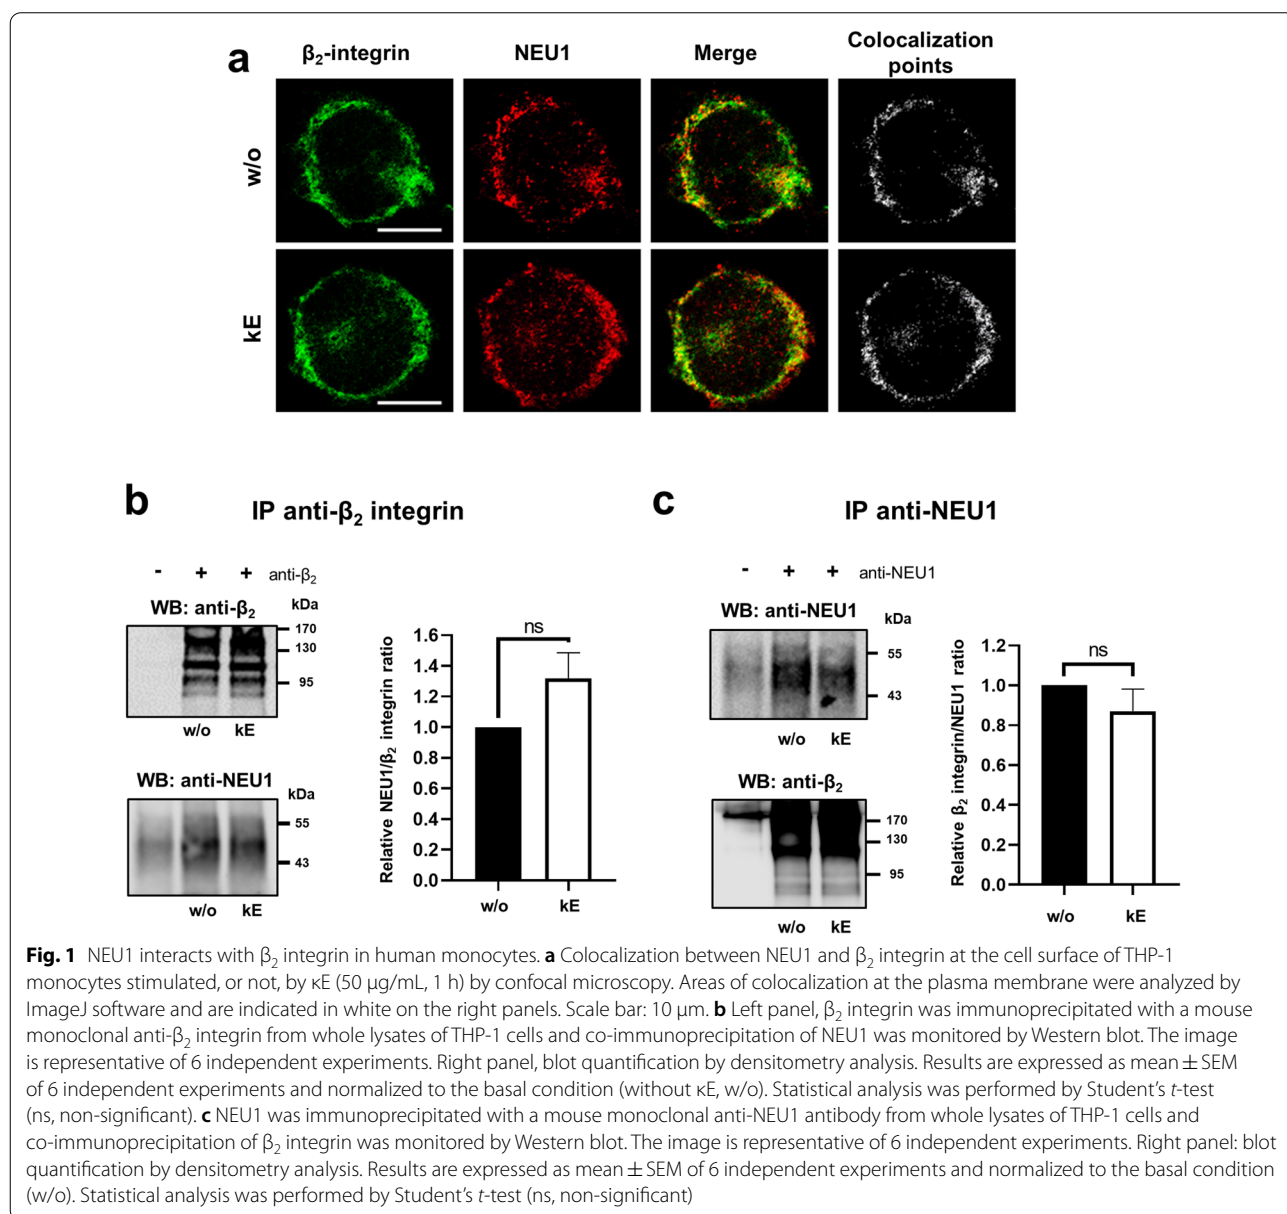 a
β2-integrin
NEU1
Merge
Colocalization
points
w/o
kE
b
IP anti-β2 integrin
- + + anti-β2
WB: anti-β2
kDa
170
130
95
w/o kE
WB: anti-NEU1
kDa
55
43
w/o kE
Relative NEU1/β2 integrin ratio
1.6
1.4
1.2
1.0
0.8
0.6
0.4
0.2
0.0
ns
w/o kE
c
IP anti-NEU1
- + + anti-NEU1
WB: anti-NEU1
kDa
55
43
w/o kE
WB: anti-β2
170
130
95
w/o kE
Relative β2 integrin/NEU1 ratio
1.2
1.0
0.8
0.6
0.4
0.2
0.0
ns
w/o kE
Fig. 1 NEU1 interacts with β2 integrin in human monocytes. a Colocalization between NEU1 and β2 integrin at the cell surface of THP-1
monocytes stimulated, or not, by κE (50 μg/mL, 1 h) by confocal microscopy. Areas of colocalization at the plasma membrane were analyzed by
ImageJ software and are indicated in white on the right panels. Scale bar: 10 μm. b Left panel, β2 integrin was immunoprecipitated with a mouse
monoclonal anti-β2 integrin from whole lysates of THP-1 cells and co-immunoprecipitation of NEU1 was monitored by Western blot. The image
is representative of 6 independent experiments. Right panel, blot quantification by densitometry analysis. Results are expressed as mean ± SEM
of 6 independent experiments and normalized to the basal condition (without κE, w/o). Statistical analysis was performed by Student's t-test
(ns, non-significant). c NEU1 was immunoprecipitated with a mouse monoclonal anti-NEU1 antibody from whole lysates of THP-1 cells and
co-immunoprecipitation of β2 integrin was monitored by Western blot. The image is representative of 6 independent experiments. Right panel: blot
quantification by densitometry analysis. Results are expressed as mean ± SEM of 6 independent experiments and normalized to the basal condition
(w/o). Statistical analysis was performed by Student's t-test (ns, non-significant)